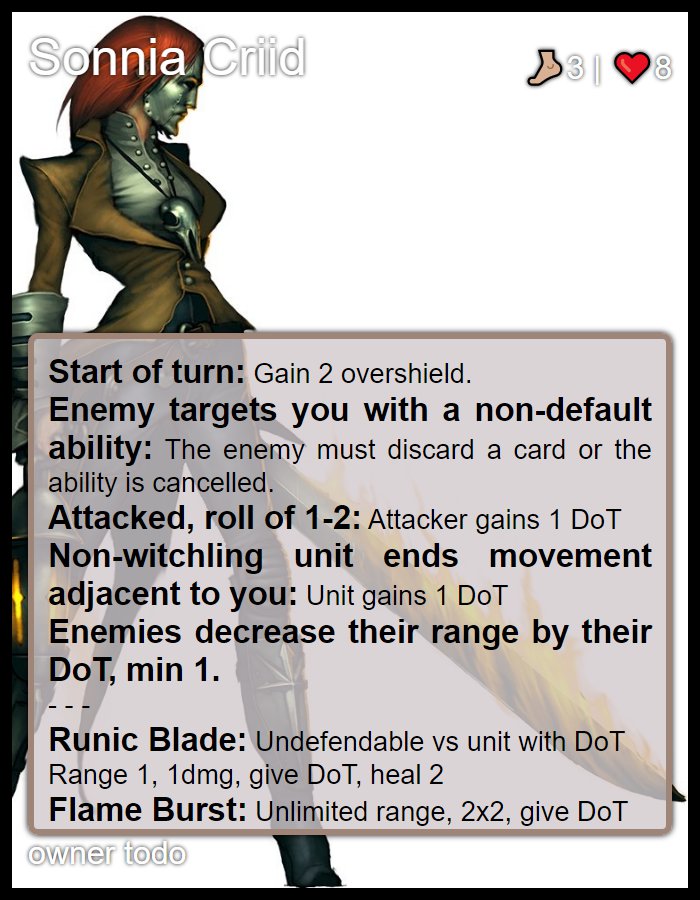 Sonnia Criid
3 | 8
Start of turn: Gain 2 overshield.
Enemy targets you with a non-default
ability: The enemy must discard a card or the
ability is cancelled.
Attacked, roll of 1-2: Attacker gains 1 DoT
Non-witchling unit ends movement
adjacent to you: Unit gains 1 DoT
Enemies decrease their range by their
DoT, min 1.
- - -
Runic Blade: Undefendable vs unit with DoT
Range 1, 1dmg, give DoT, heal 2
Flame Burst: Unlimited range, 2x2, give DoT
owner todo